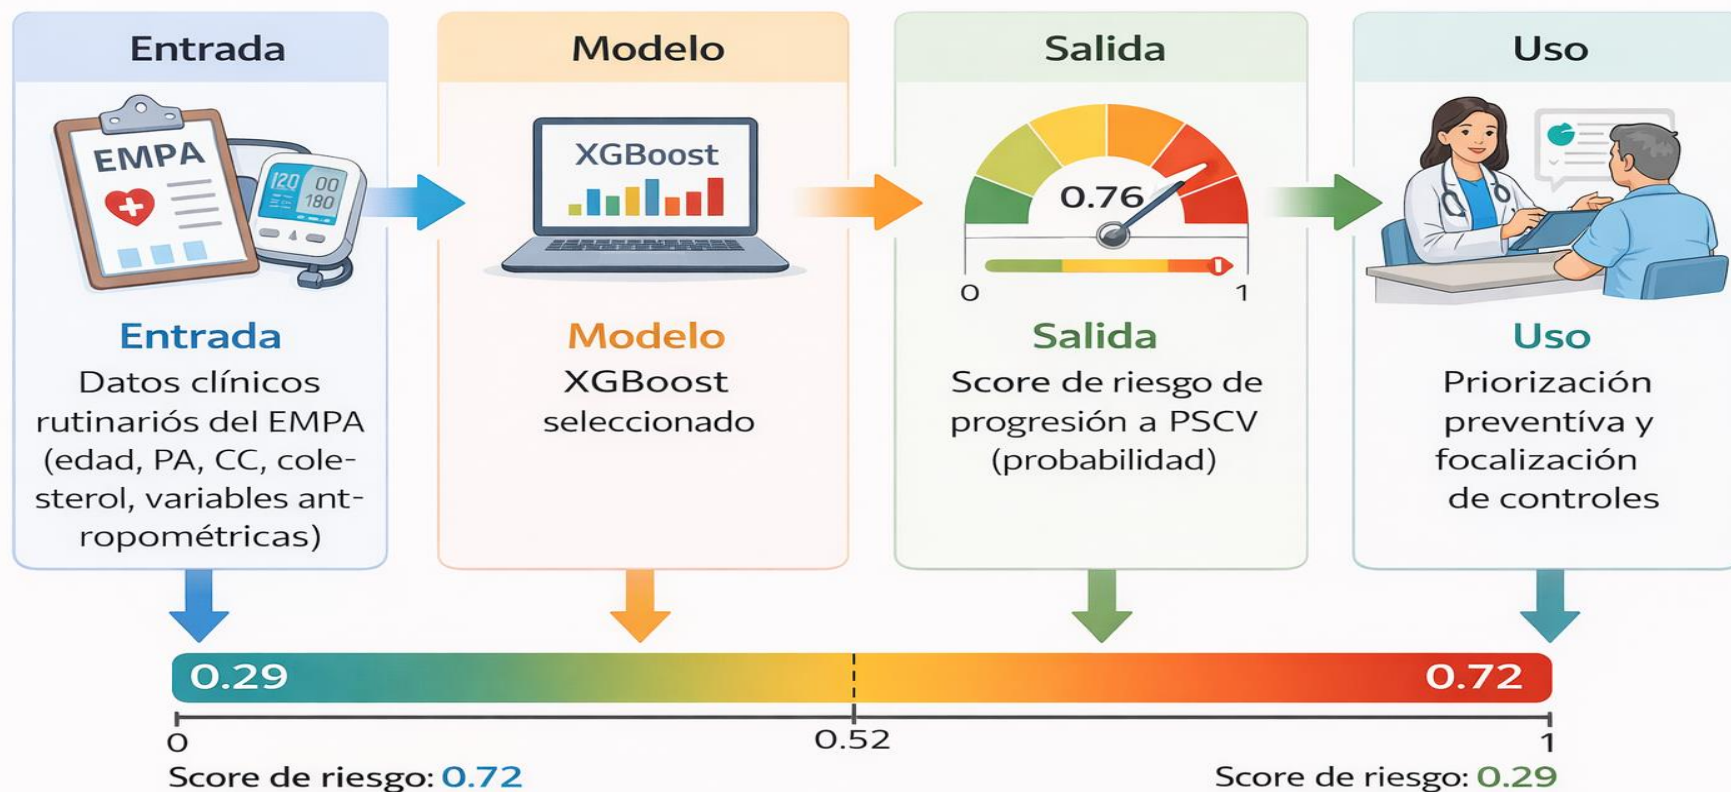 Entrada
Modelo
Salida
Uso
EMPA
120
00
180
XGBoost
0.76
0
1
Entrada
Datos clínicos
rutinariós del EMPA
(edad, PA, CC, cole-
sterol, variables ant-
ropométricas)
Modelo
XGBoost
seleccionado
Salida
Score de riesgo de
progresión a PSCV
(probabilidad)
Uso
Priorización
preventíva y
focalización
de controles
0.29
0.72
0
0.52
1
Score de riesgo: 0.72
Score de riesgo: 0.29